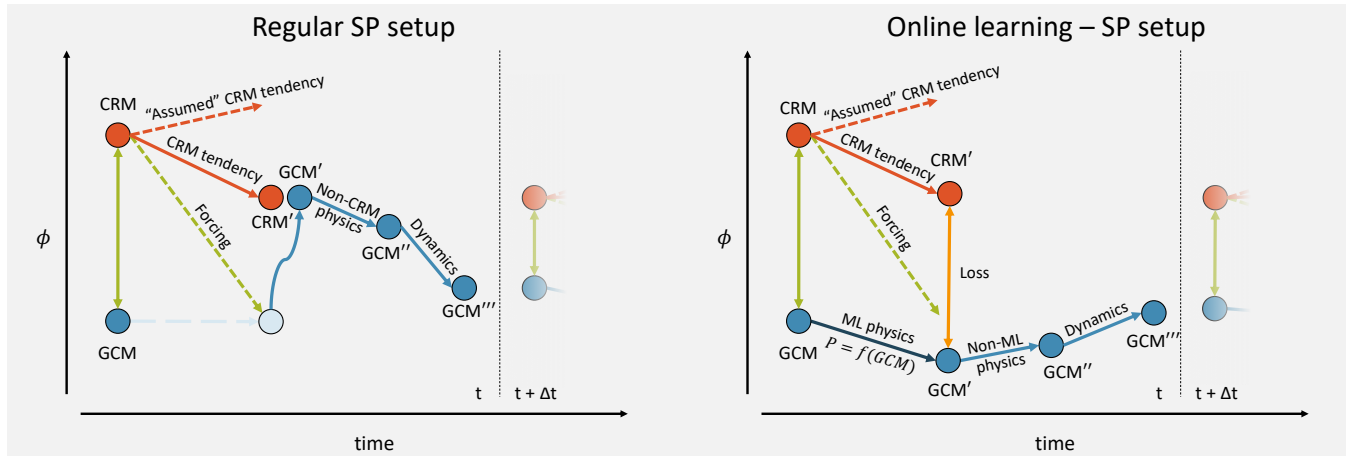 Regular SP setup
CRM
"Assumed" CRM tendency
CRM tendency
GCM′
Non-CRM
physics
CRM′
GCM′′
Forcing
Dynamics
ϕ
GCM′′′
GCM
t
t + Δt
time
Online learning – SP setup
CRM
"Assumed" CRM tendency
CRM tendency
CRM′
Forcing
ϕ
Loss
ML physics
P = f(GCM)
GCM
Non-ML
physics
Dynamics
GCM′
GCM′′
GCM′′′
t
t + Δt
time